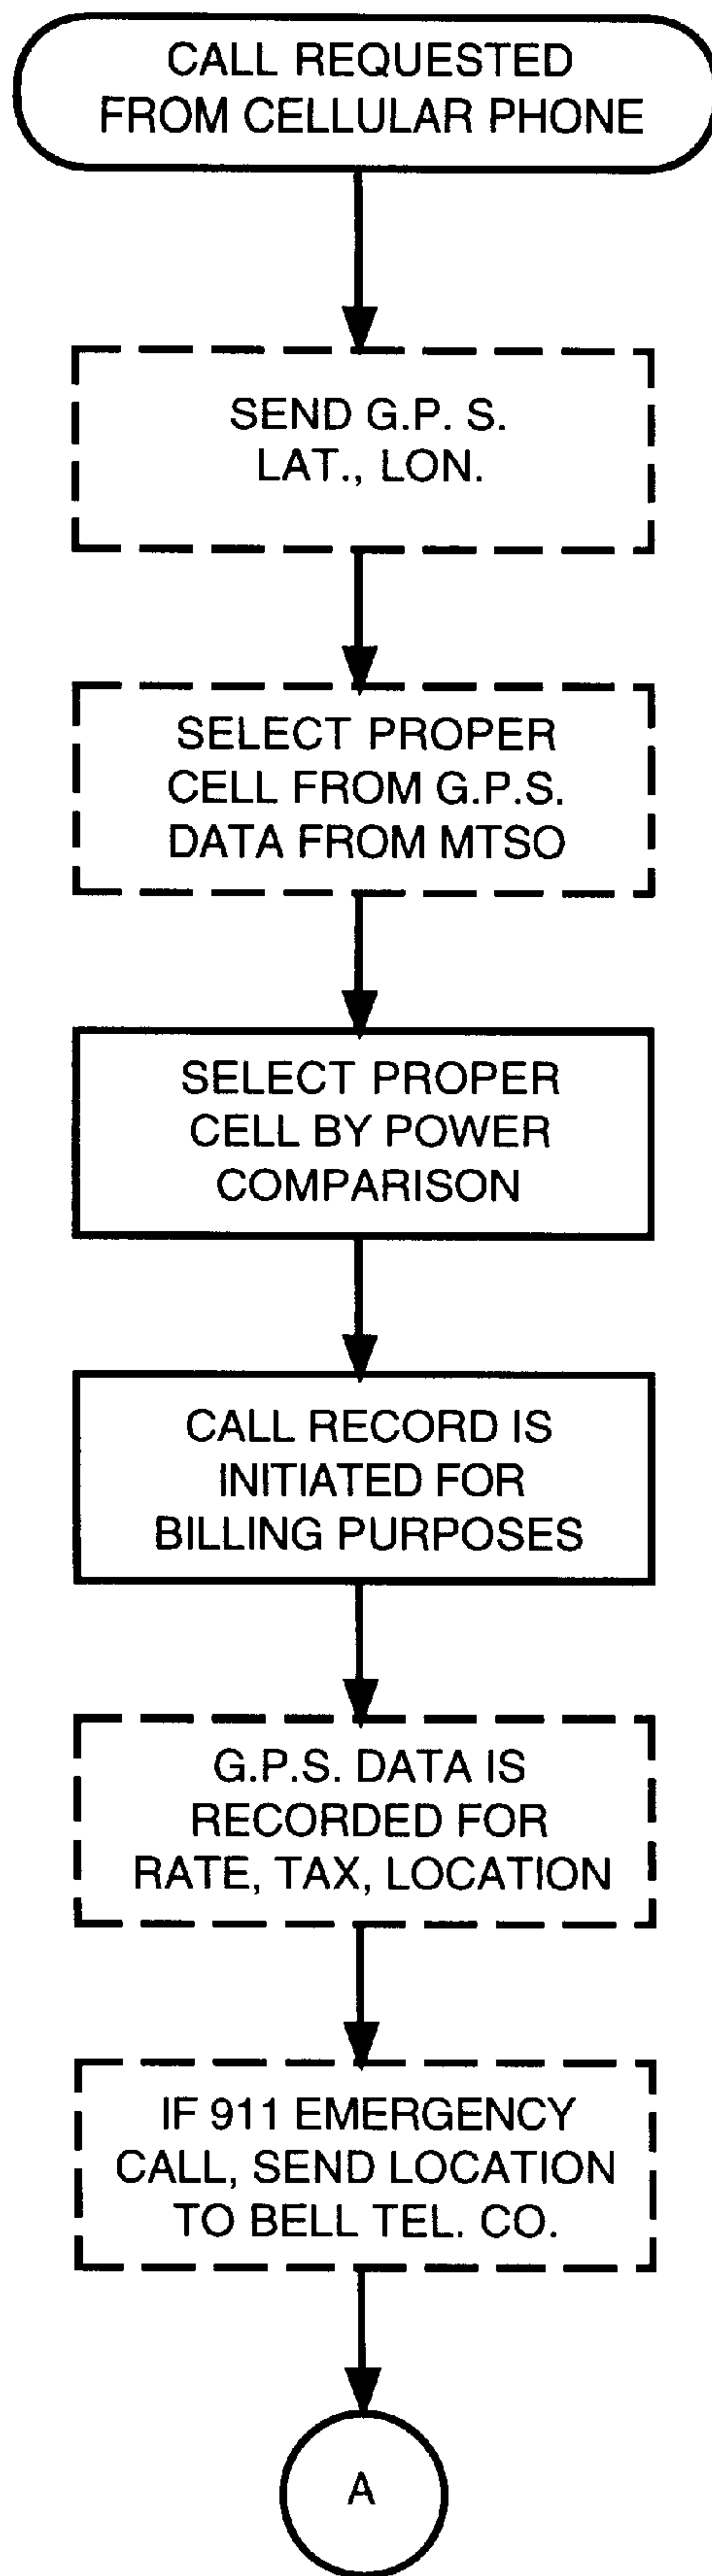 CALL REQUESTED
FROM CELLULAR PHONE
SEND G.P. S.
LAT., LON.
SELECT PROPER
CELL FROM G.P.S.
DATA FROM MTSO
SELECT PROPER
CELL BY POWER
COMPARISON
CALL RECORD IS
INITIATED FOR
BILLING PURPOSES
G.P.S. DATA IS
RECORDED FOR
RATE, TAX, LOCATION
IF 911 EMERGENCY
CALL, SEND LOCATION
TO BELL TEL. CO.
A